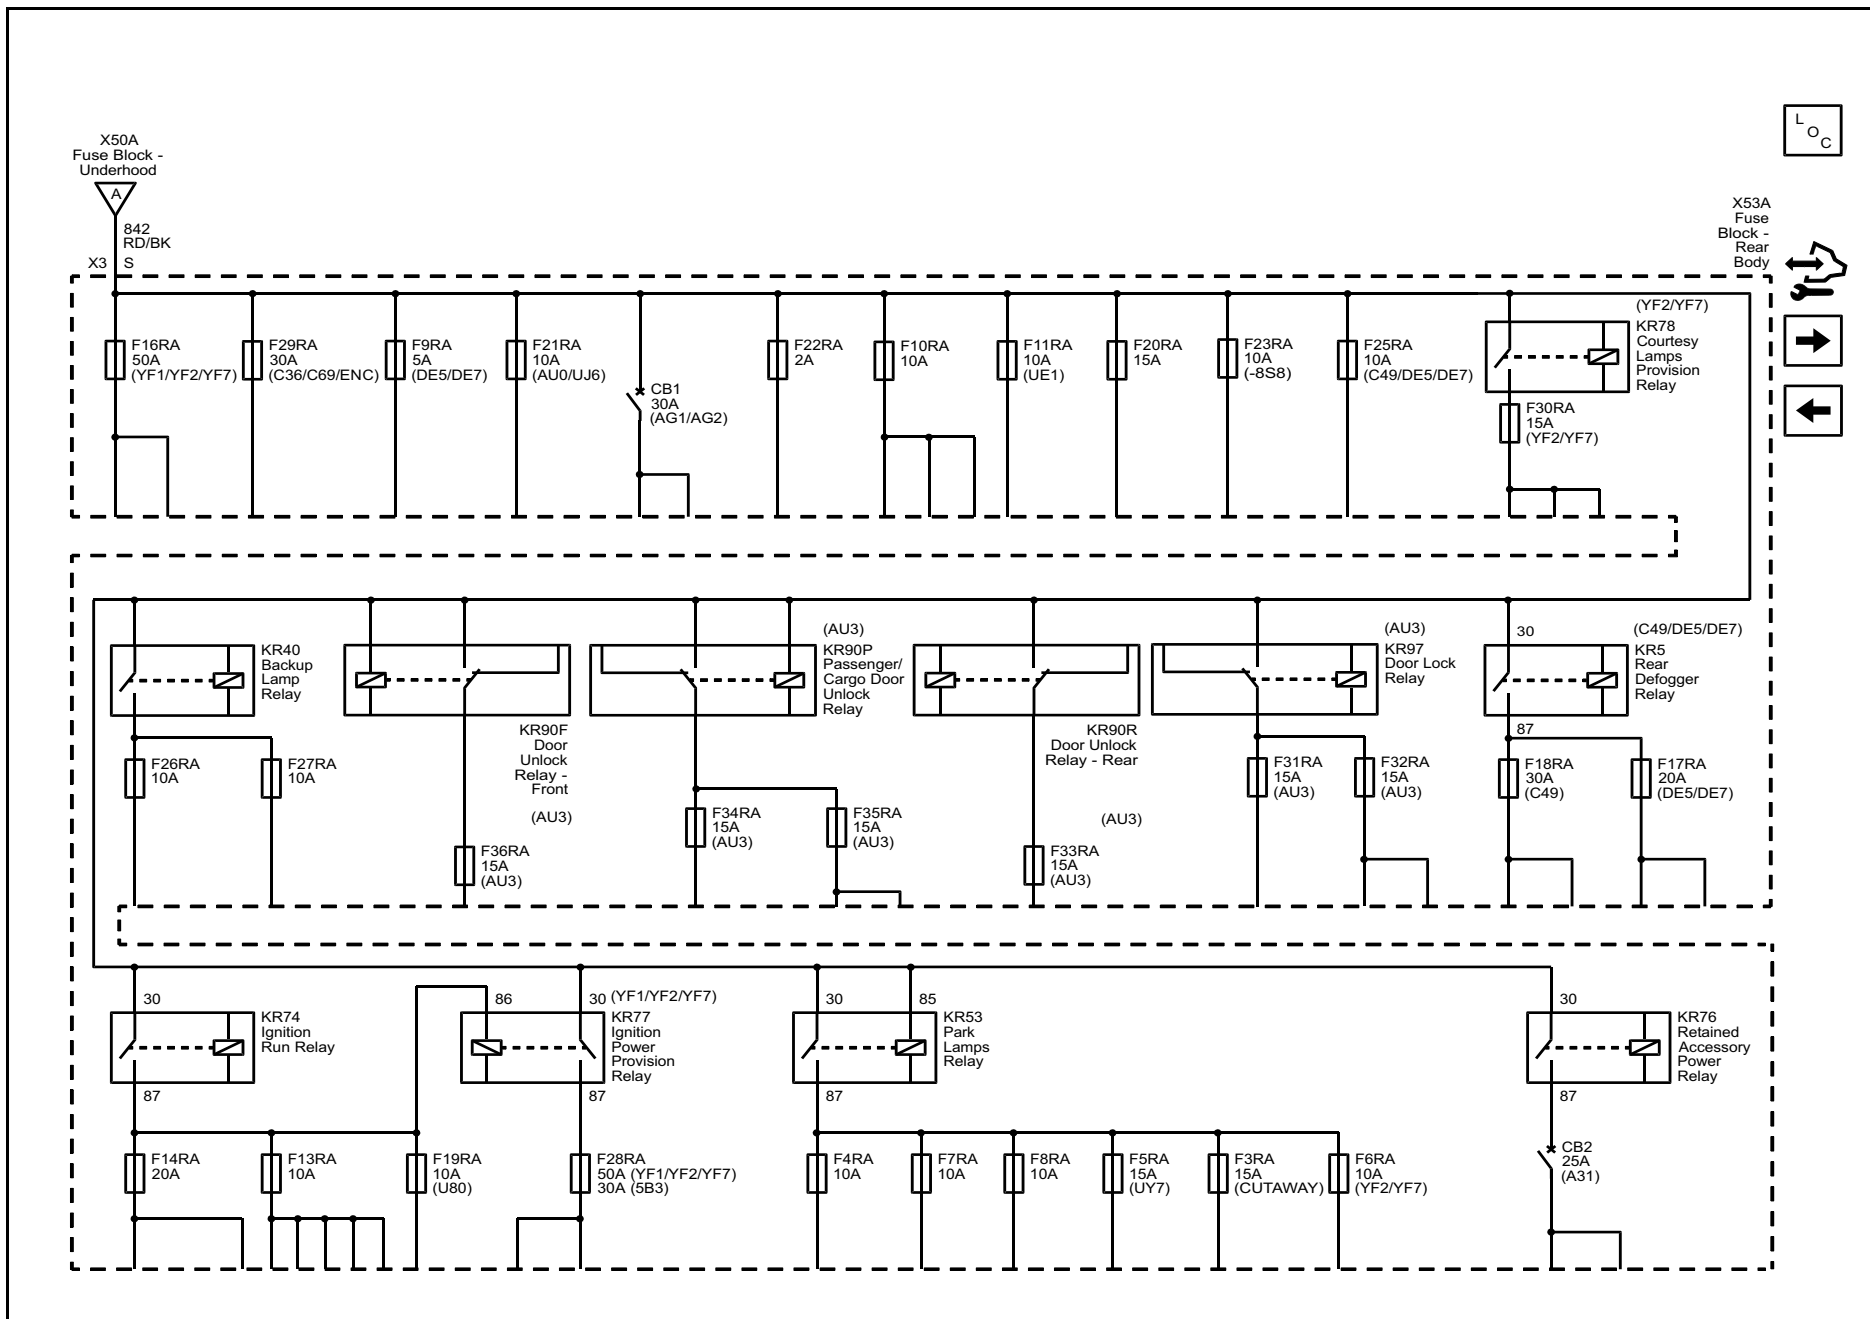 X50A
Fuse Block -
Underhood
A
842
RD/BK
X3 S
L
O
C
X53A
Fuse
Block -
Rear
Body
F16RA
50A
(YF1/YF2/YF7)
F29RA
30A
(C36/C69/ENC)
F9RA
5A
(DE5/DE7)
F21RA
10A
(AU0/UJ6)
CB1
30A
(AG1/AG2)
F22RA
2A
F10RA
10A
F11RA
10A
(UE1)
F20RA
15A
F23RA
10A
(-8S8)
F25RA
10A
(C49/DE5/DE7)
(YF2/YF7)
KR78
Courtesy
Lamps
Provision
Relay
F30RA
15A
(YF2/YF7)
KR40
Backup
Lamp
Relay
F26RA
10A
F27RA
10A
KR90F
Door
Unlock
Relay -
Front
(AU3)
F36RA
15A
(AU3)
(AU3)
KR90P
Passenger/
Cargo Door
Unlock
Relay
F34RA
15A
(AU3)
F35RA
15A
(AU3)
KR90R
Door Unlock
Relay - Rear
(AU3)
F33RA
15A
(AU3)
(AU3)
KR97
Door Lock
Relay
F31RA
15A
(AU3)
F32RA
15A
(AU3)
30
(C49/DE5/DE7)
KR5
Rear
Defogger
Relay
87
F18RA
30A
(C49)
F17RA
20A
(DE5/DE7)
30
KR74
Ignition
Run Relay
87
F14RA
20A
F13RA
10A
F19RA
10A
(U80)
86
30 (YF1/YF2/YF7)
KR77
Ignition
Power
Provision
Relay
87
F28RA
50A (YF1/YF2/YF7)
30A (5B3)
30
85
KR53
Park
Lamps
Relay
87
F4RA
10A
F7RA
10A
F8RA
10A
F5RA
15A
(UY7)
F3RA
15A
(CUTAWAY)
F6RA
10A
(YF2/YF7)
30
KR76
Retained
Accessory
Power
Relay
87
CB2
25A
(A31)